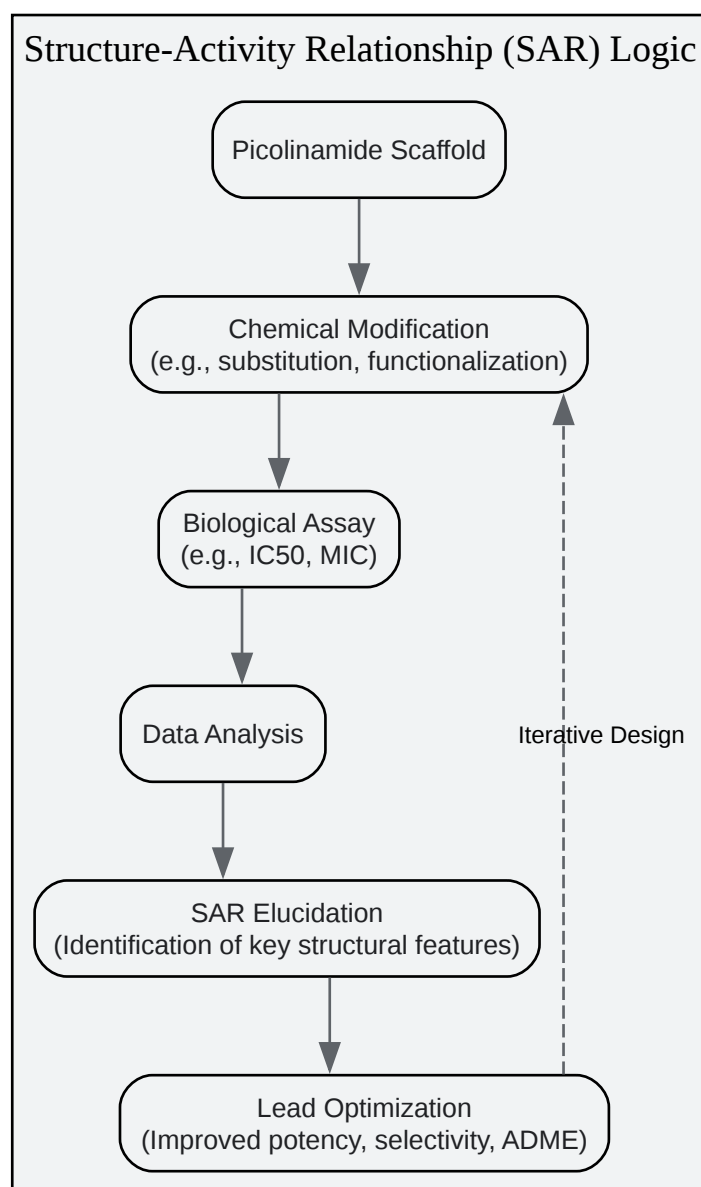 Structure-Activity Relationship (SAR) Logic
Picolinamide Scaffold
Chemical Modification
(e.g., substitution, functionalization)
Biological Assay
(e.g., IC50, MIC)
Data Analysis
Iterative Design
SAR Elucidation
(Identification of key structural features)
Lead Optimization
(Improved potency, selectivity, ADME)